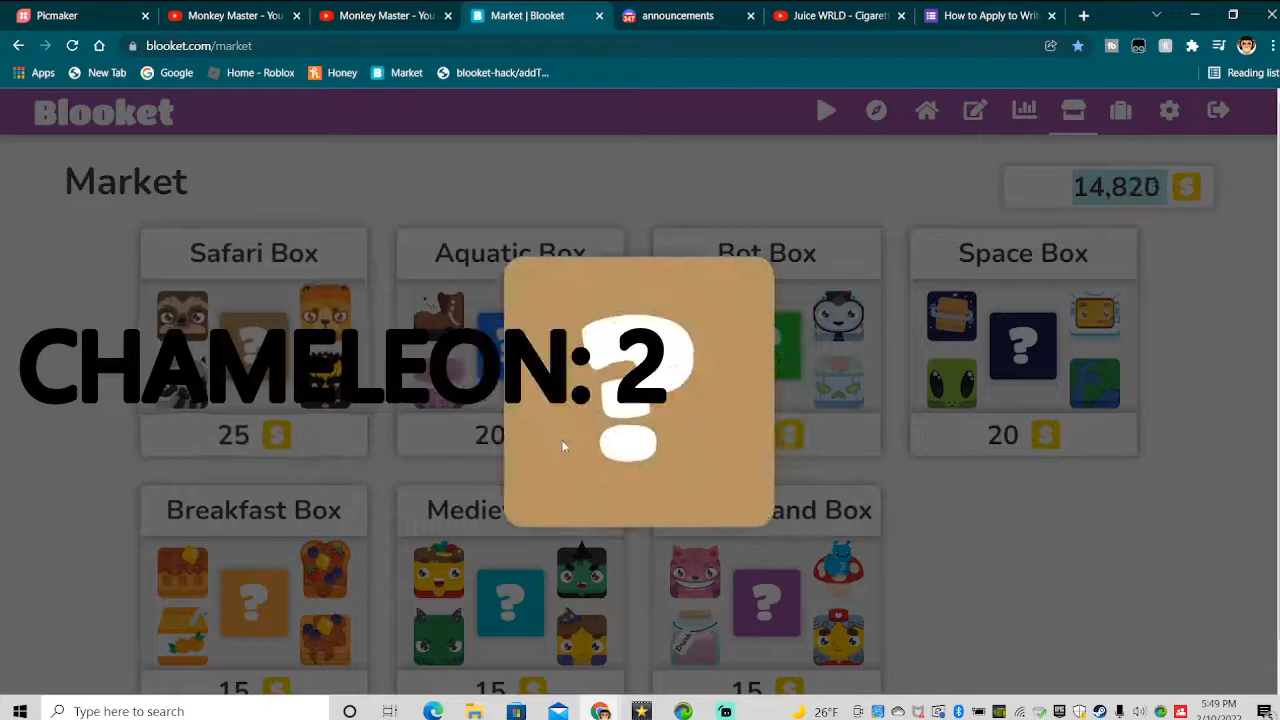 Picmaker
Monkey Master - You
Monkey Master - You
Market | Blooket
announcements
Juice WRLD - Cigaret
How to Apply to Writ
blooket.com/market
Apps
New Tab
Google
Home - Roblox
Honey
Market
blooket-hack/addT...
Reading list
Blooket
Market
14,820
Safari Box
Aquatic Box
Bot Box
Space Box
CHAMELEON: 2
25
20
20
Breakfast Box
Medie
and Box
15
15
15
Type here to search
26°F
5:49 PM